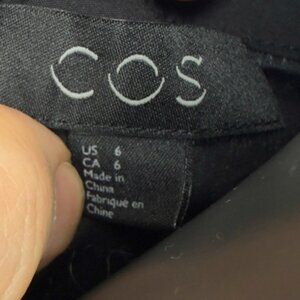 COS
US 6
CA 6
Made in
China
Fabriqué en
Chine